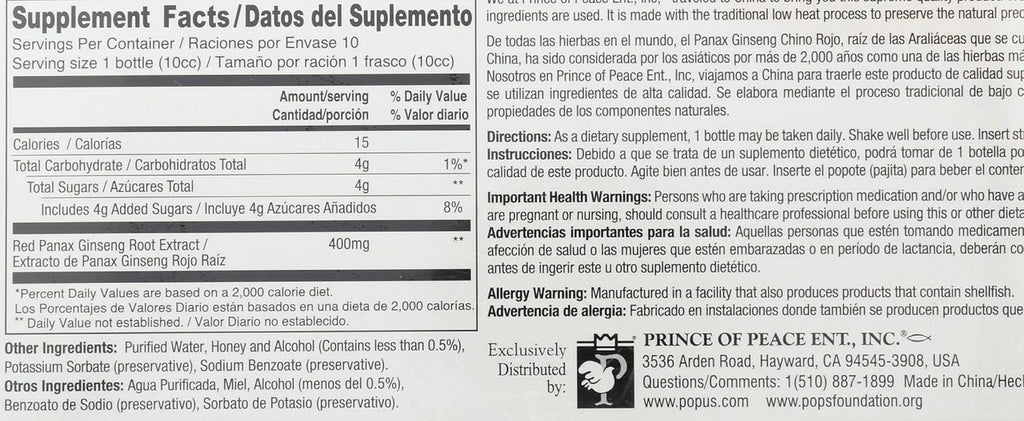 Supplement Facts/Datos del Suplemento
Servings Per Container / Raciones por Envase 10
Serving size 1 bottle (10cc) / Tamaño por ración 1 frasco (10cc)
Amount/serving % Daily Value
Cantidad/porción % Valor diario
Calories / Calorías 15
Total Carbohydrate / Carbohidratos Total 4g 1%*
Total Sugars / Azúcares Total 4g **
Includes 4g Added Sugars / Incluye 4g Azúcares Añadidos 8%
Red Panax Ginseng Root Extract / 400mg **
Extracto de Panax Ginseng Rojo Raíz
*Percent Daily Values are based on a 2,000 calorie diet.
Los Porcentajes de Valores Diario están basados en una dieta de 2,000 calorías.
** Daily Value not established. / Valor Diario no establecido.
Other Ingredients: Purified Water, Honey and Alcohol (Contains less than 0.5%),
Potassium Sorbate (preservative), Sodium Benzoate (preservative).
Otros Ingredientes: Agua Purificada, Miel, Alcohol (menos del 0.5%),
Benzoato de Sodio (preservativo), Sorbato de Potasio (preservativo).
ingredients are used. It is made with the traditional low heat process to preserve the natural
De todas las hierbas en el mundo, el Panax Ginseng Chino Rojo, raíz de las Araliáceas que se
China, ha sido considerada por los asiáticos por más de 2,000 años como una de las hierbas
Nosotros en Prince of Peace Ent., Inc, viajamos a China para traerle este producto de calidad
se utilizan ingredientes de alta calidad. Se elabora mediante el proceso tradicional de bajo
propiedades de los componentes naturales.
Directions: As a dietary supplement, 1 bottle may be taken daily. Shake well before use. Insert
Instrucciones: Debido a que se trata de un suplemento dietético, podrá tomar de 1 botella
calidad de este producto. Agite bien antes de usar. Inserte el popote (pajita) para beber el
Important Health Warnings: Persons who are taking prescription medication and/or who have
are pregnant or nursing, should consult a healthcare professional before using this or other
Advertencias importantes para la salud: Aquellas personas que estén tomando
afección de salud o las mujeres que estén embarazadas o en período de lactancia, deberán
antes de ingerir este u otro suplemento dietético.
Allergy Warning: Manufactured in a facility that also produces products that contain shellfish.
Advertencia de alergia: Fabricado en instalaciones donde también se producen productos que
Exclusively
Distributed
by:
PRINCE OF PEACE ENT., INC.®
3536 Arden Road, Hayward, CA 94545-3908, USA
Questions/Comments: 1(510) 887-1899 Made in China/
www.popus.com www.popsfoundation.org